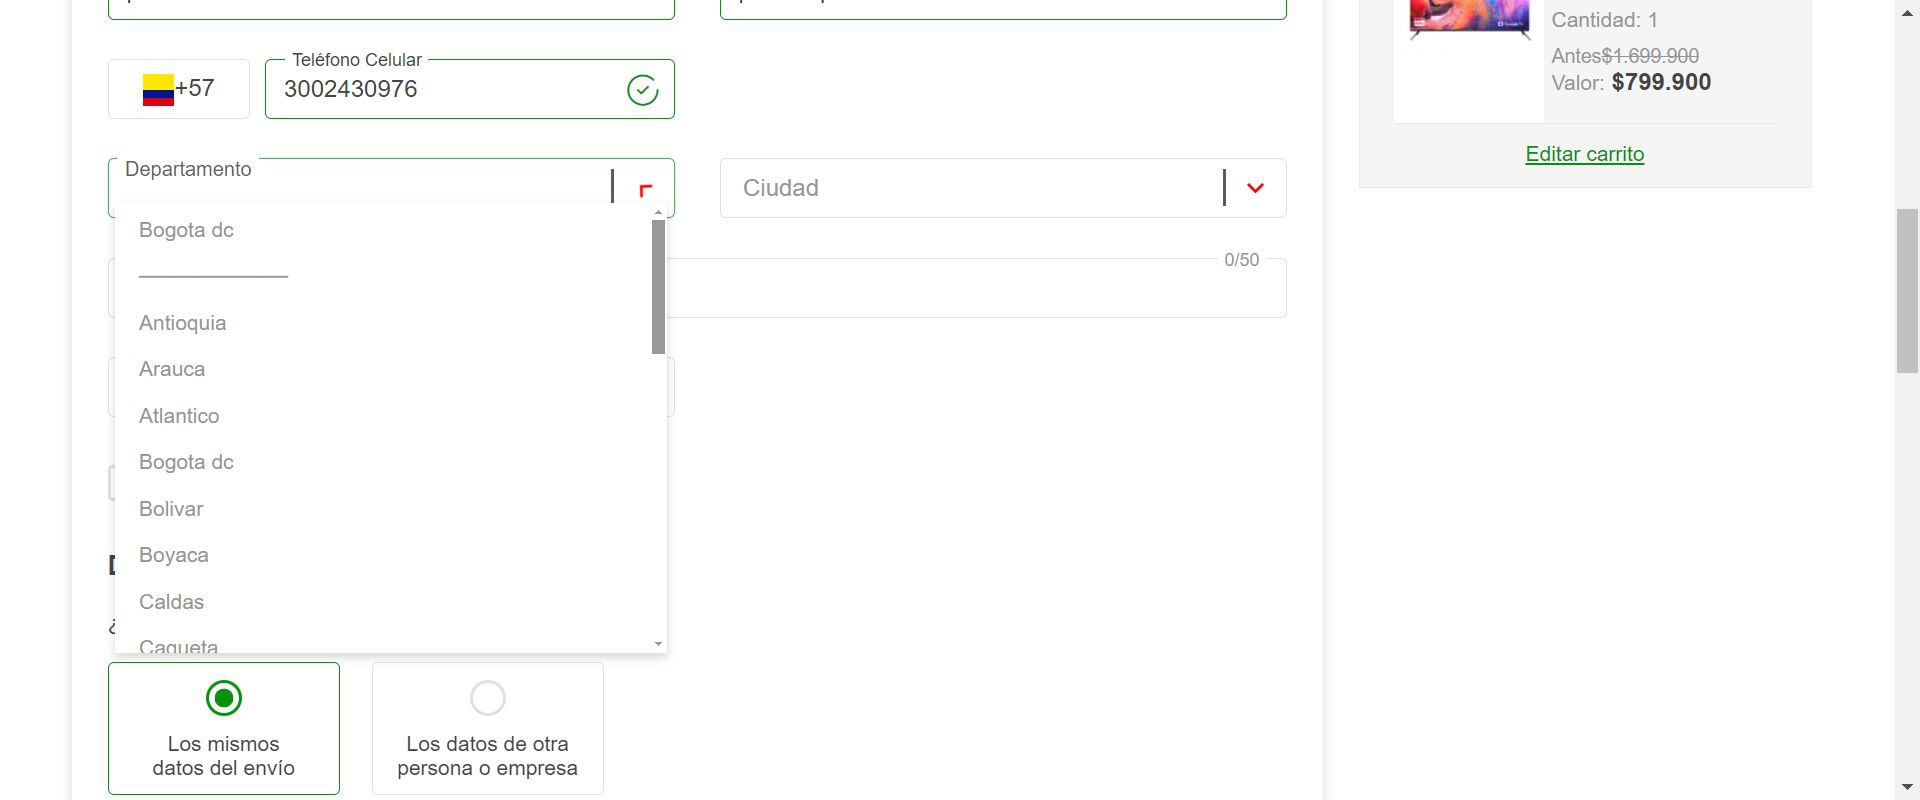 Cantidad: 1
Antes$1.699.900
Valor: $799.900
Editar carrito
+57
Teléfono Celular
3002430976
Departamento
Ciudad
0/50
Bogota dc
Antioquia
Arauca
Atlantico
Bogota dc
Bolivar
Boyaca
Caldas
Caqueta
Los mismos
datos del envío
Los datos de otra
persona o empresa